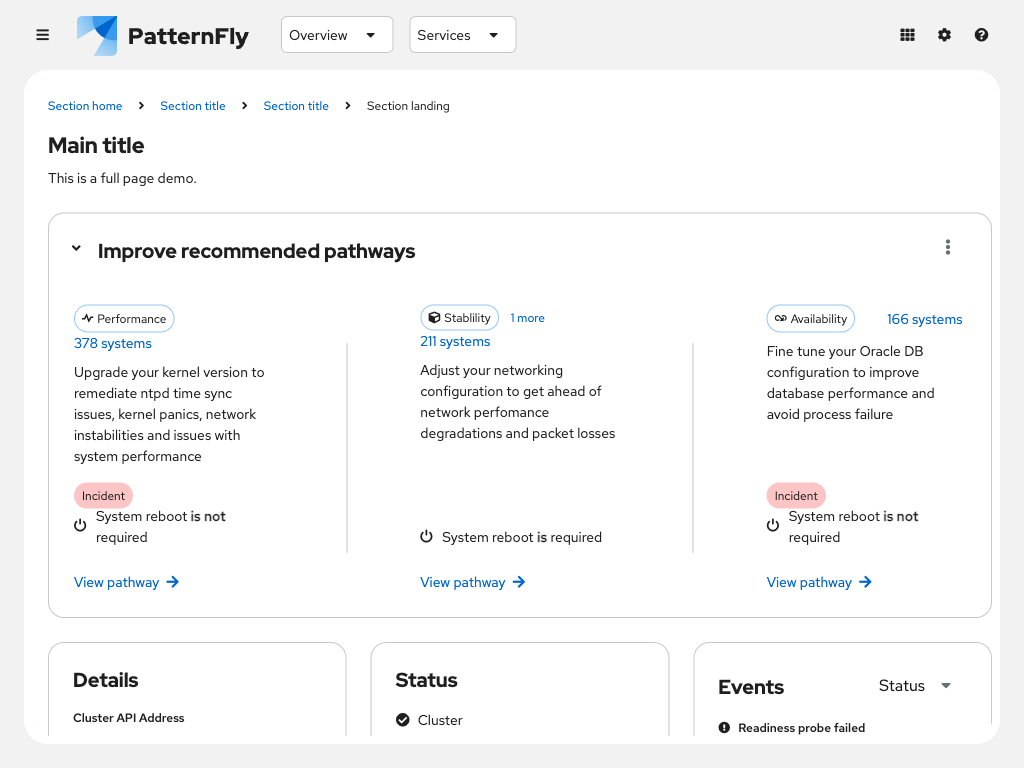 PatternFly
Overview
Services
Section home
Section title
Section title
Section landing
Main title
This is a full page demo.
Improve recommended pathways
Performance
378 systems
Upgrade your kernel version to
remediate ntpd time sync
issues, kernel panics, network
instabilities and issues with
system performance
Incident
System reboot is not
required
View pathway
Stablility
1 more
211 systems
Adjust your networking
configuration to get ahead of
network perfomance
degradations and packet losses
System reboot is required
View pathway
Availability
166 systems
Fine tune your Oracle DB
configuration to improve
database performance and
avoid process failure
Incident
System reboot is not
required
View pathway
Details
Cluster API Address
Status
Cluster
Events
Status
Readiness probe failed